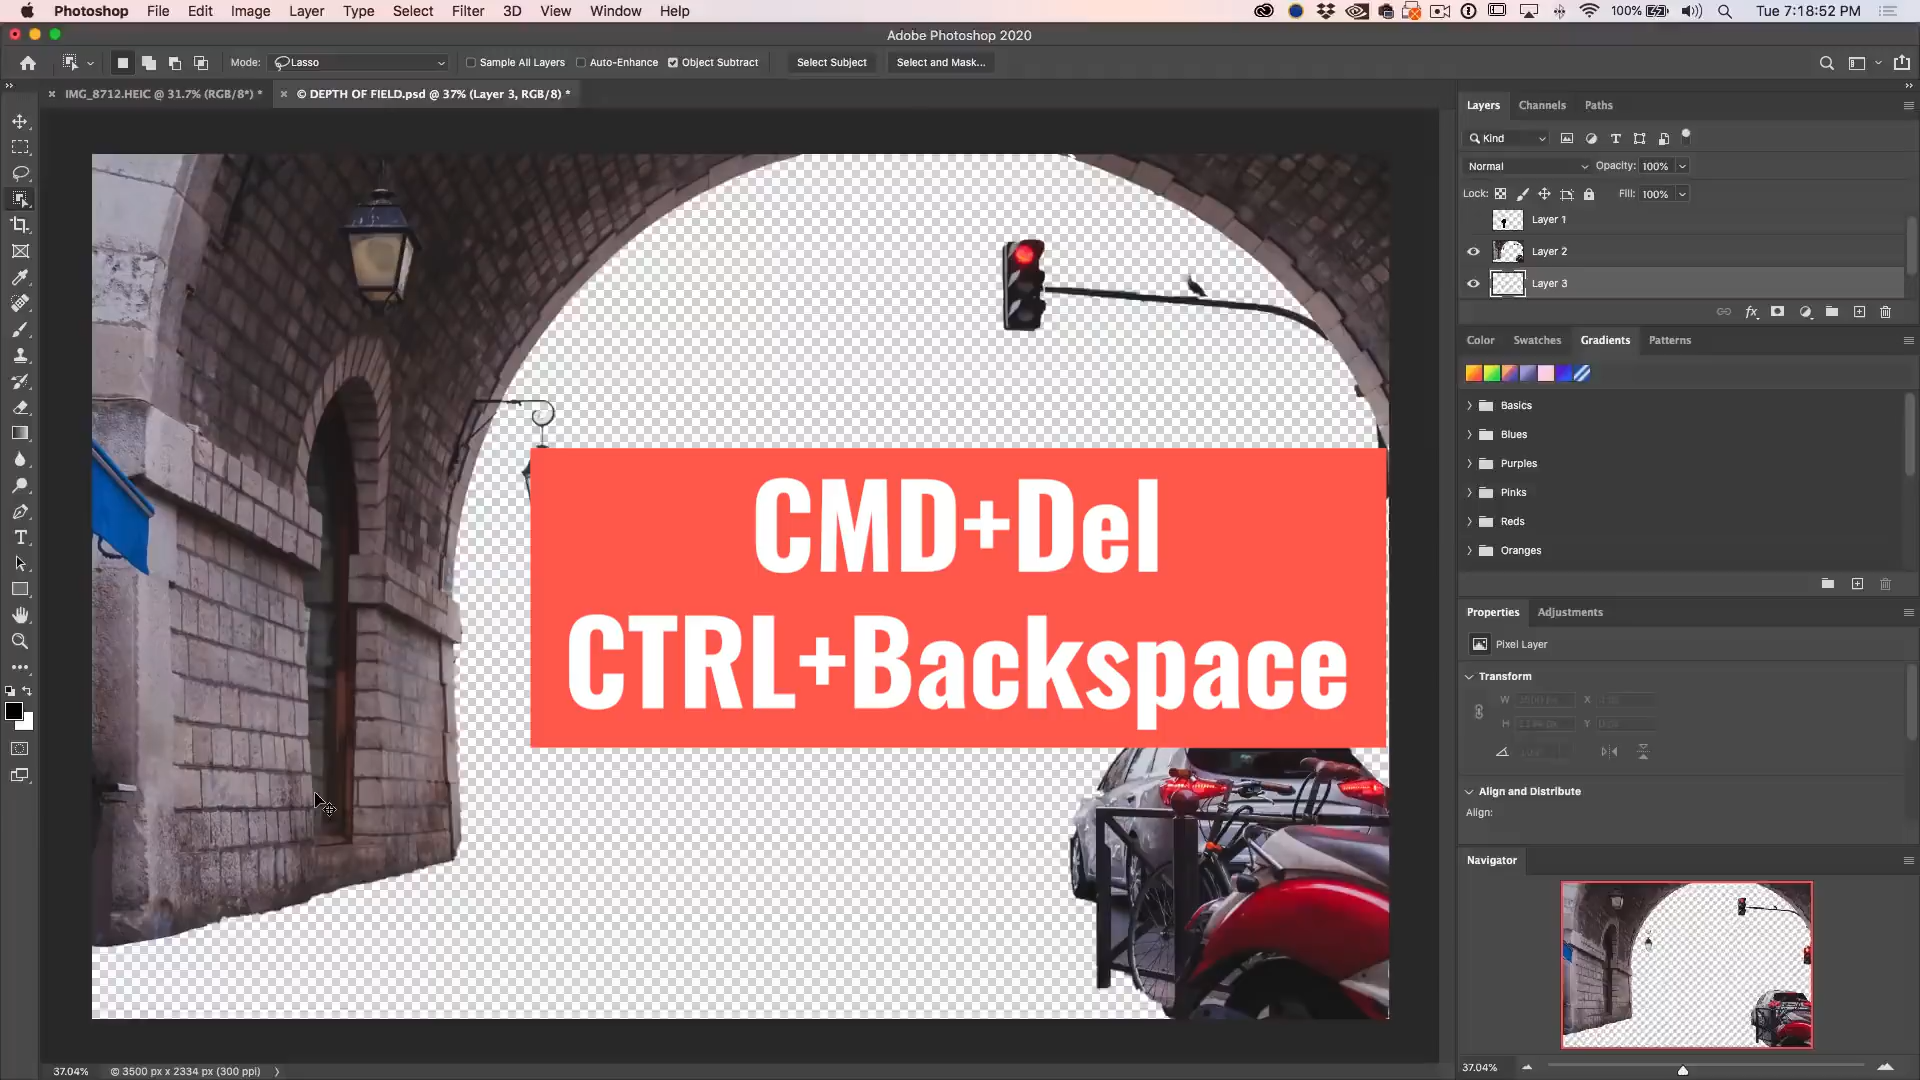 Photoshop File Edit Image Layer Type Select Filter 3D View Window Help 100% Tue 7:18:52 PM
Adobe Photoshop 2020
Mode: Lasso Sample All Layers Auto-Enhance Object Subtract Select Subject Select and Mask...
IMG_8712.HEIC @ 31.7% (RGB/8*) * © DEPTH OF FIELD.psd @ 37% (Layer 3, RGB/8) *
Layers Channels Paths
Kind
Normal Opacity: 100%
Lock: Fill: 100%
Layer 1
Layer 2
Layer 3
fx
Color Swatches Gradients Patterns
Basics
Blues
Purples
Pinks
Reds
Oranges
CMD+Del
CTRL+Backspace
Properties Adjustments
Pixel Layer
Transform
W X
H Y
Align and Distribute
Align:
Navigator
37.04% © 3500 px x 2334 px (300 ppi)
37.04%